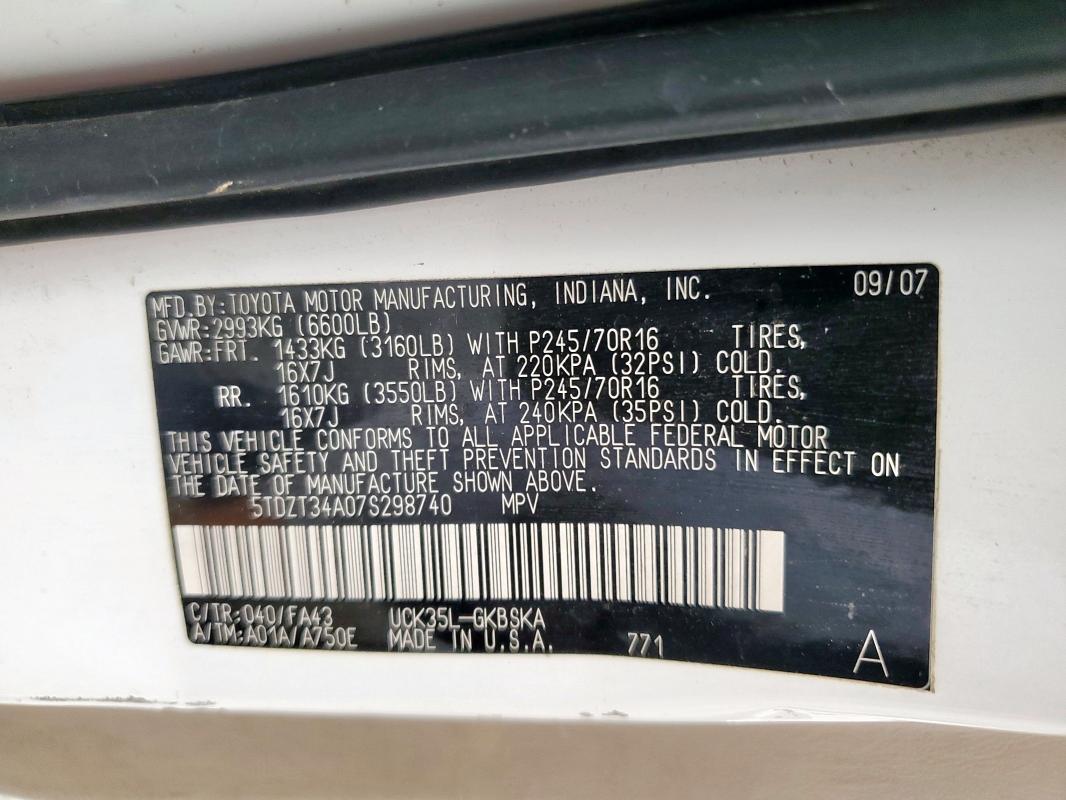 MFD.BY:TOYOTA MOTOR MANUFACTURING, INDIANA, INC. 09/07
GVWR:2993KG (6600LB)
GAWR:FRT. 1433KG (3160LB) WITH P245/70R16 TIRES,
16X7J RIMS, AT 220KPA (32PSI) COLD.
RR. 1610KG (3550LB) WITH P245/70R16 TIRES,
16X7J RIMS, AT 240KPA (35PSI) COLD.
THIS VEHICLE CONFORMS TO ALL APPLICABLE FEDERAL MOTOR
VEHICLE SAFETY AND THEFT PREVENTION STANDARDS IN EFFECT ON
THE DATE OF MANUFACTURE SHOWN ABOVE.
5TDZT34A07S298740 MPV
C/TR:040/FA43 UCK35L-GKBSKA
A/TM:A01A/A750E MADE IN U.S.A. 771 A